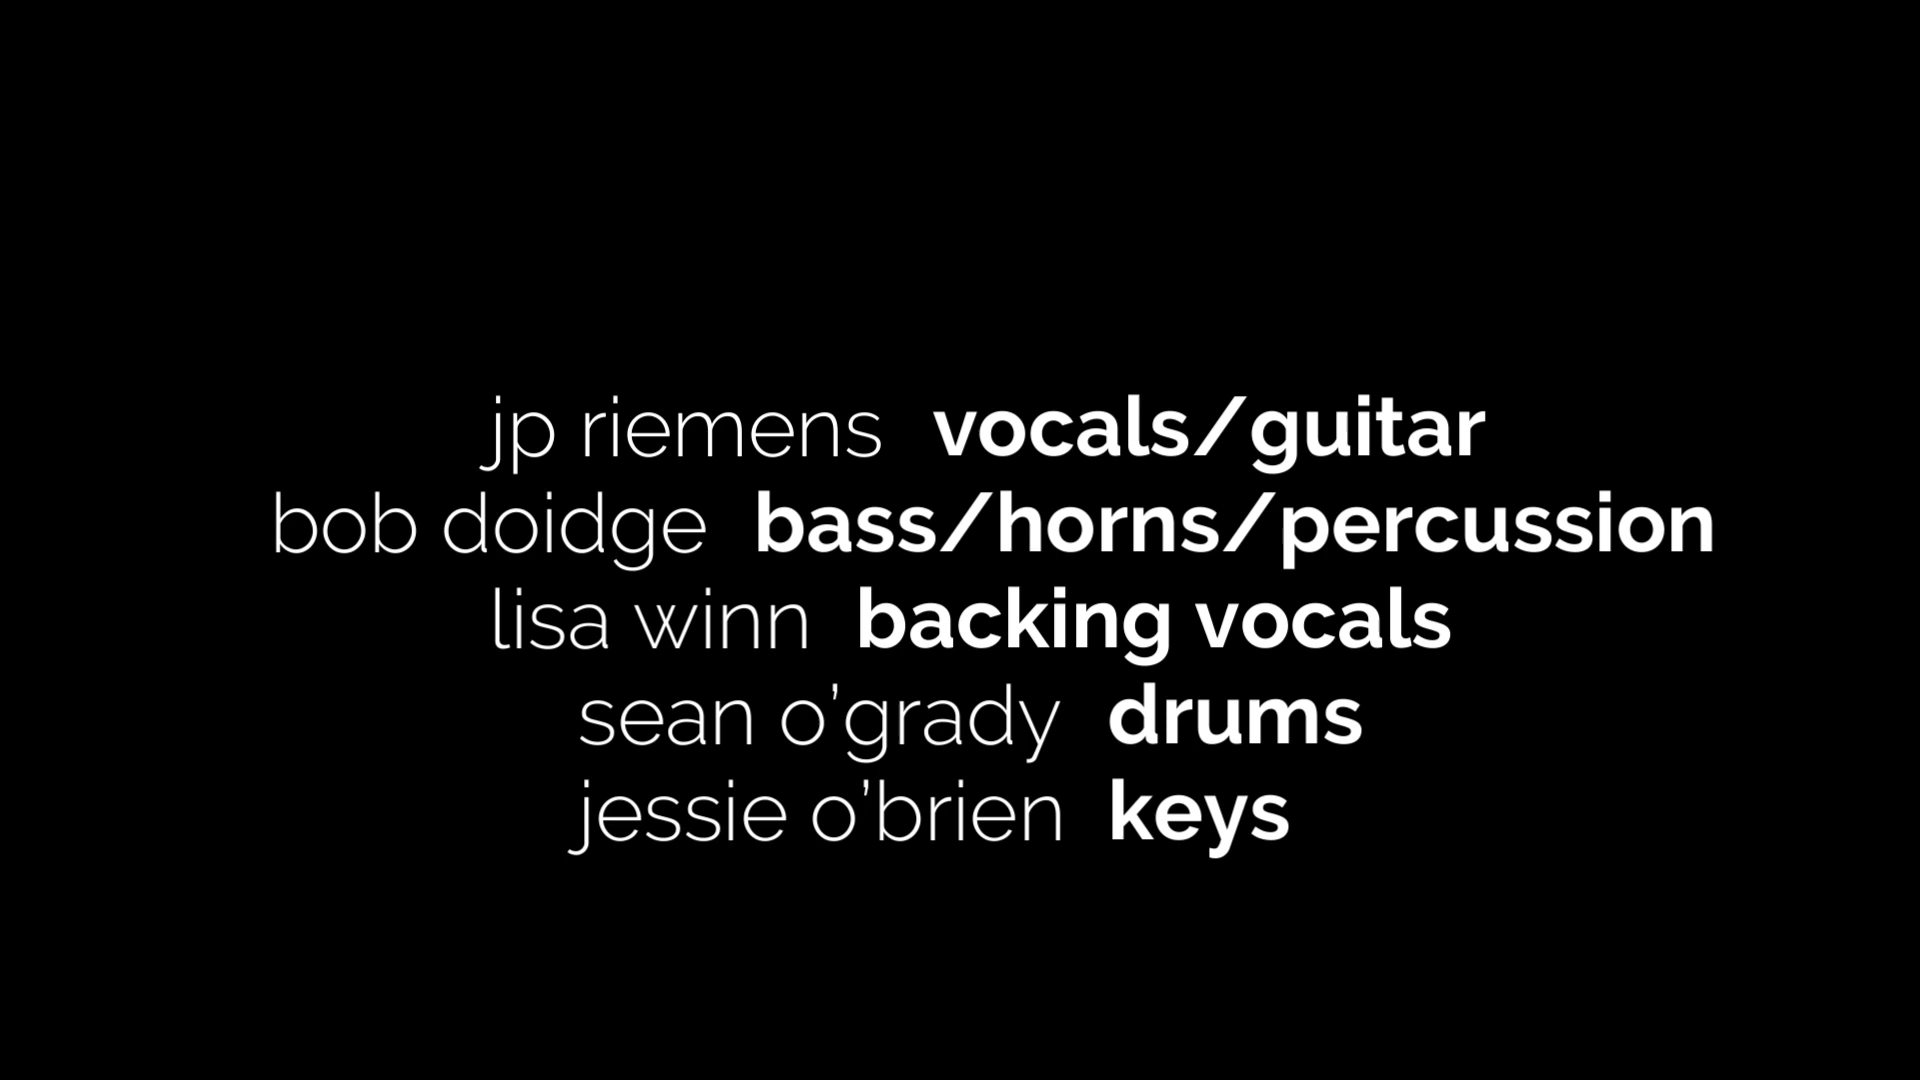 jp riemens vocals/guitar
bob doidge bass/horns/percussion
lisa winn backing vocals
sean o’grady drums
jessie o’brien keys